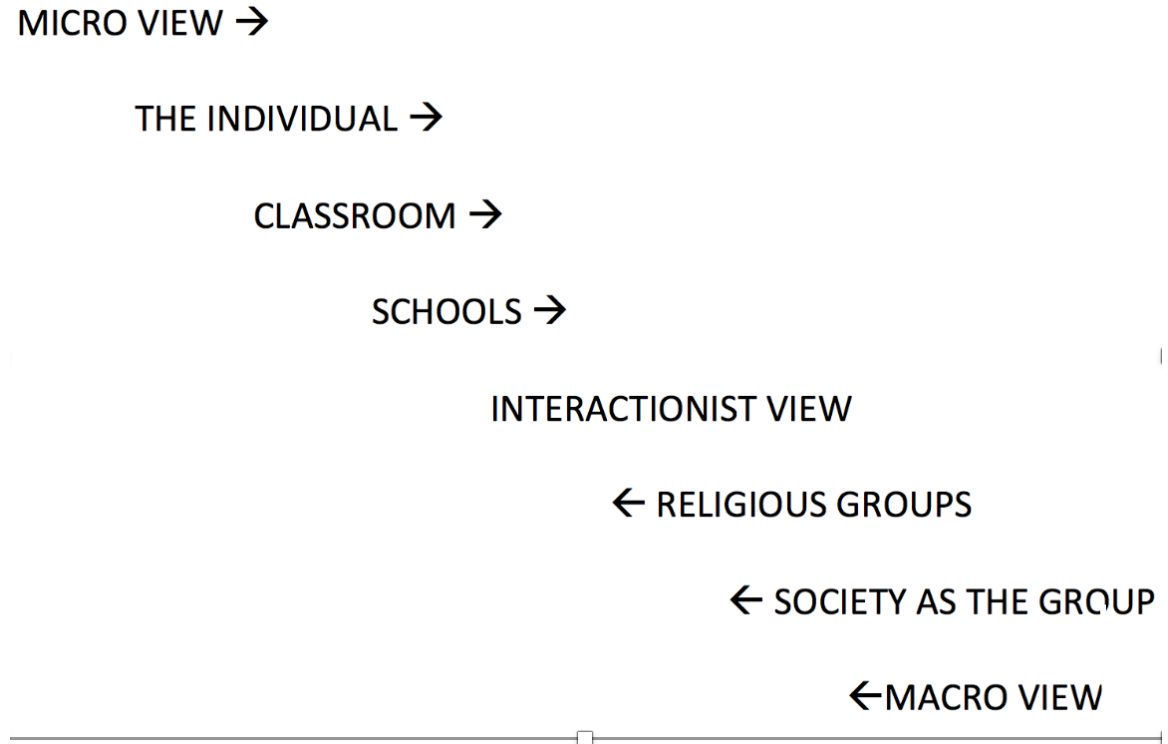 MICRO VIEW →
THE INDIVIDUAL →
CLASSROOM →
SCHOOLS →
INTERACTIONIST VIEW
← RELIGIOUS GROUPS
← SOCIETY AS THE GROUP
←MACRO VIEW